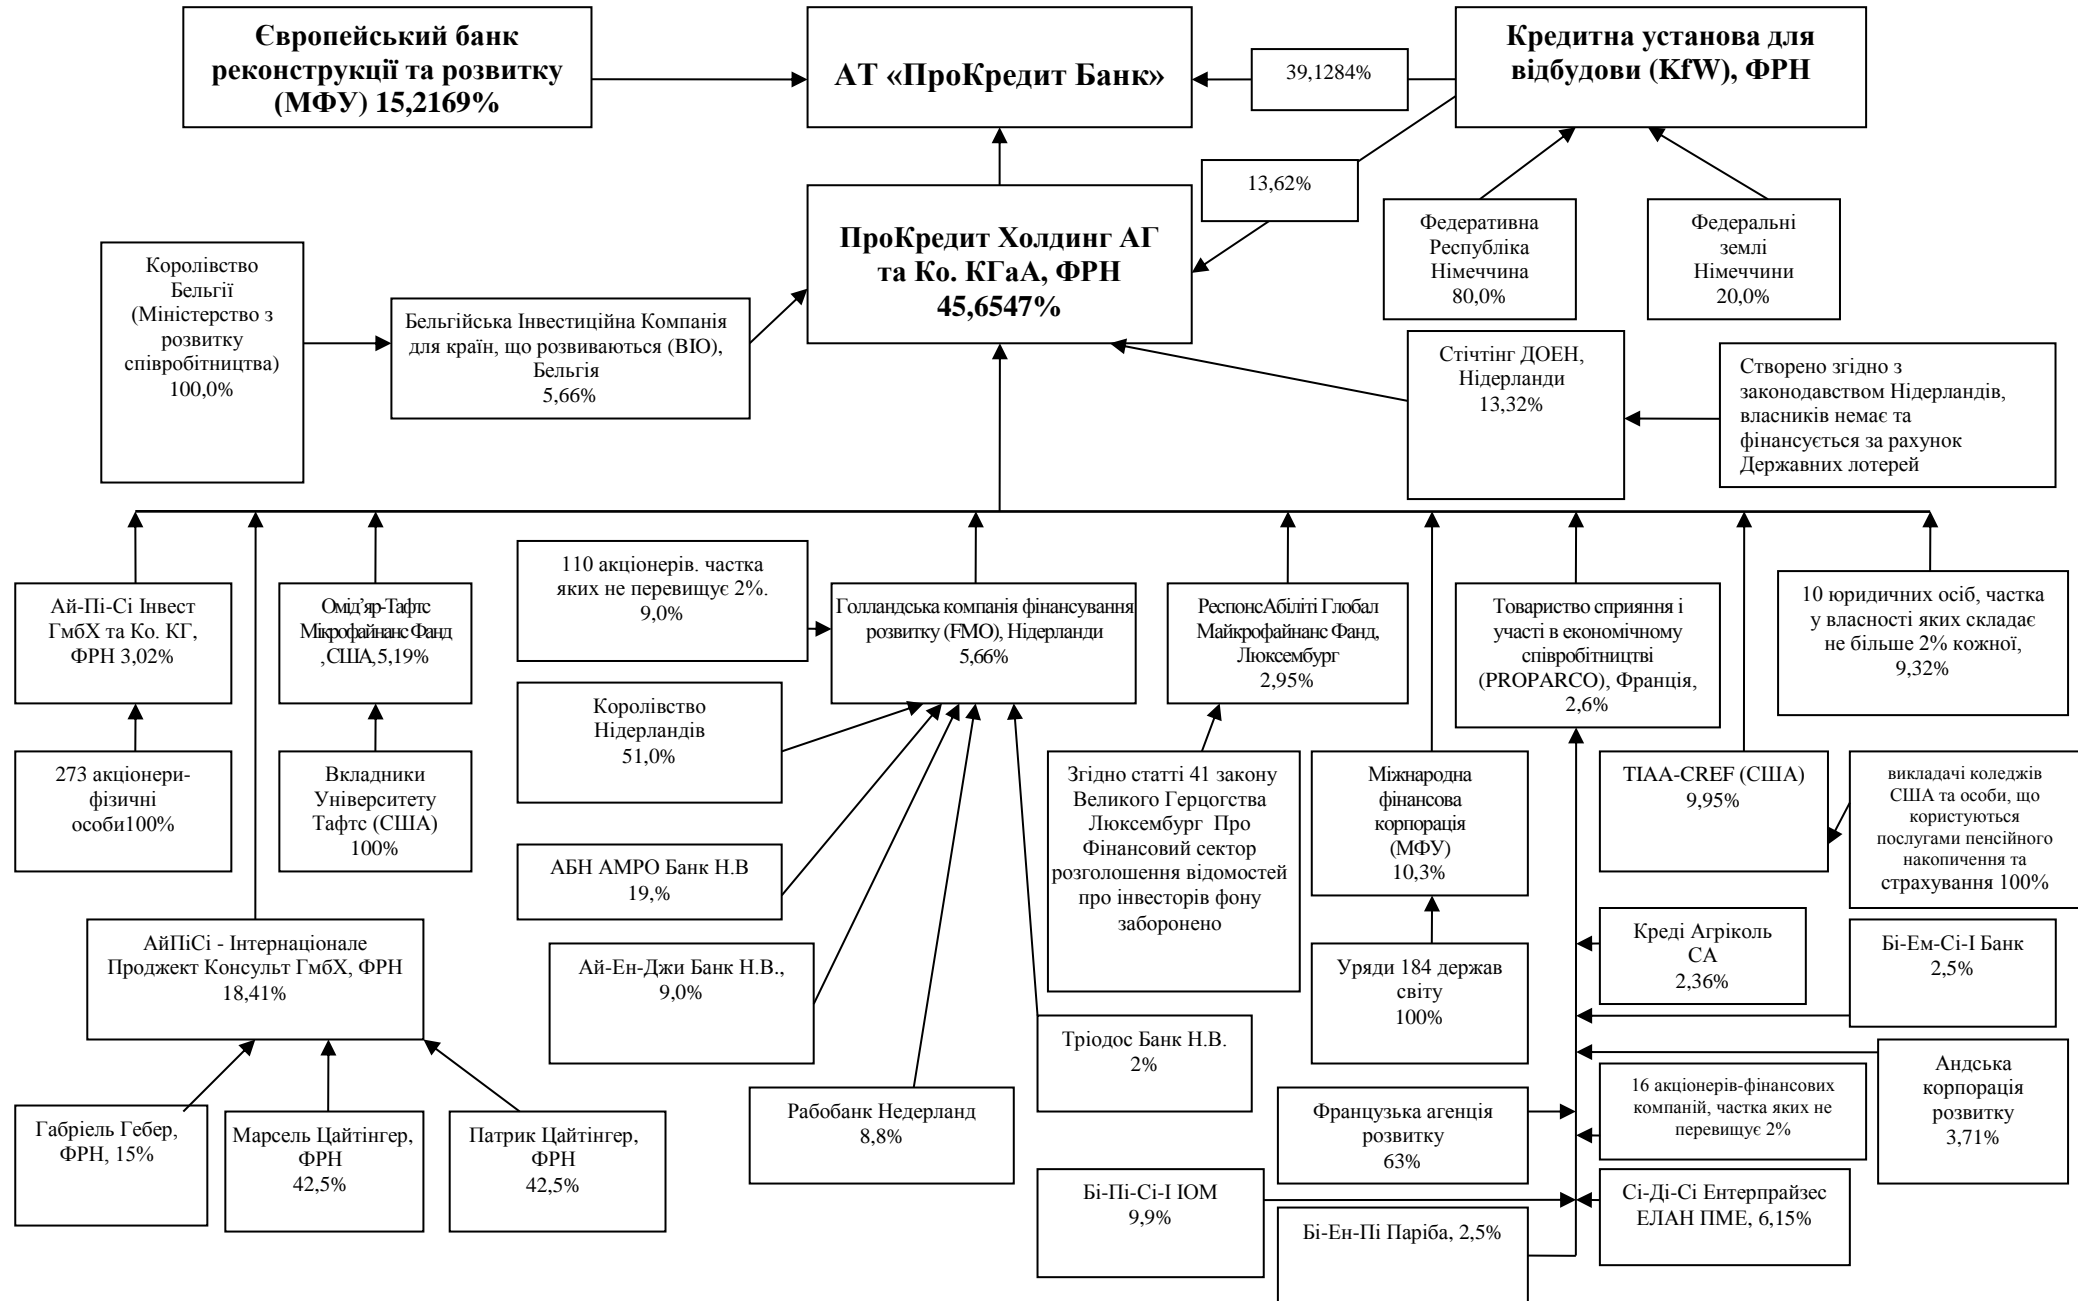 Європейський банк
реконструкції та розвитку
(МФУ) 15,2169%
АТ «ПроКредит Банк»
39,1284%
Кредитна установа для
відбудови (KfW), ФРН
13,62%
ПроКредит Холдинг АГ
та Ко. КГаА, ФРН
45,6547%
Федеративна
Республіка
Німеччина
80,0%
Федеральні
землі
Німеччини
20,0%
Королівство
Бельгії
(Міністерство з
розвитку
співробітництва)
100,0%
Бельгійська Інвестиційна Компанія
для країн, що розвиваються (BIO),
Бельгія
5,66%
Стічтінг ДОЕН,
Нідерланди
13,32%
Створено згідно з
законодавством Нідерландів,
власників немає та
фінансується за рахунок
Державних лотерей
Ай-Пі-Сі Інвест
ГмбХ та Ко. КГ,
ФРН 3,02%
Омід'яр-Тафтс
Мікрофайнанс Фанд
,США,5,19%
110 акціонерів. частка
яких не перевищує 2%.
9,0%
Голландська компанія фінансування
розвитку (FMO), Нідерланди
5,66%
РеспонсАбіліті Глобал
Майкрофайнанс Фанд,
Люксембург
2,95%
Товариство сприяння і
участі в економічному
співробітництві
(PROPARCO), Франція,
2,6%
10 юридичних осіб, частка
у власності яких складає
не більше 2% кожної,
9,32%
273 акціонери-
фізичні
особи100%
Вкладники
Університету
Тафтс (США)
100%
Королівство
Нідерландів
51,0%
Згідно статті 41 закону
Великого Герцогства
Люксембург Про
Фінансовий сектор
розголошення відомостей
про інвесторів фону
заборонено
Міжнародна
фінансова
корпорація
(МФУ)
10,3%
TIAA-CREF (США)
9,95%
викладачі коледжів
США та особи, що
користуються
послугами пенсійного
накопичення та
страхування 100%
АБН АМРО Банк Н.В
19,%
АйПіСі - Інтернаціонале
Проджект Консульт ГмбХ, ФРН
18,41%
Ай-Ен-Джи Банк Н.В.,
9,0%
Уряди 184 держав
світу
100%
Креді Агріколь
СА
2,36%
Бі-Ем-Сі-І Банк
2,5%
Тріодос Банк Н.В.
2%
Андська
корпорація
розвитку
3,71%
Габріель Гебер,
ФРН, 15%
Марсель Цайтінгер,
ФРН
42,5%
Патрик Цайтінгер,
ФРН
42,5%
Рабобанк Недерланд
8,8%
Французька агенція
розвитку
63%
16 акціонерів-фінансових
компаній, частка яких не
перевищує 2%
Бі-Пі-Сі-І ІОМ
9,9%
Бі-Ен-Пі Паріба, 2,5%
Сі-Ді-Сі Ентерпрайзес
ЕЛАН ПМЕ, 6,15%